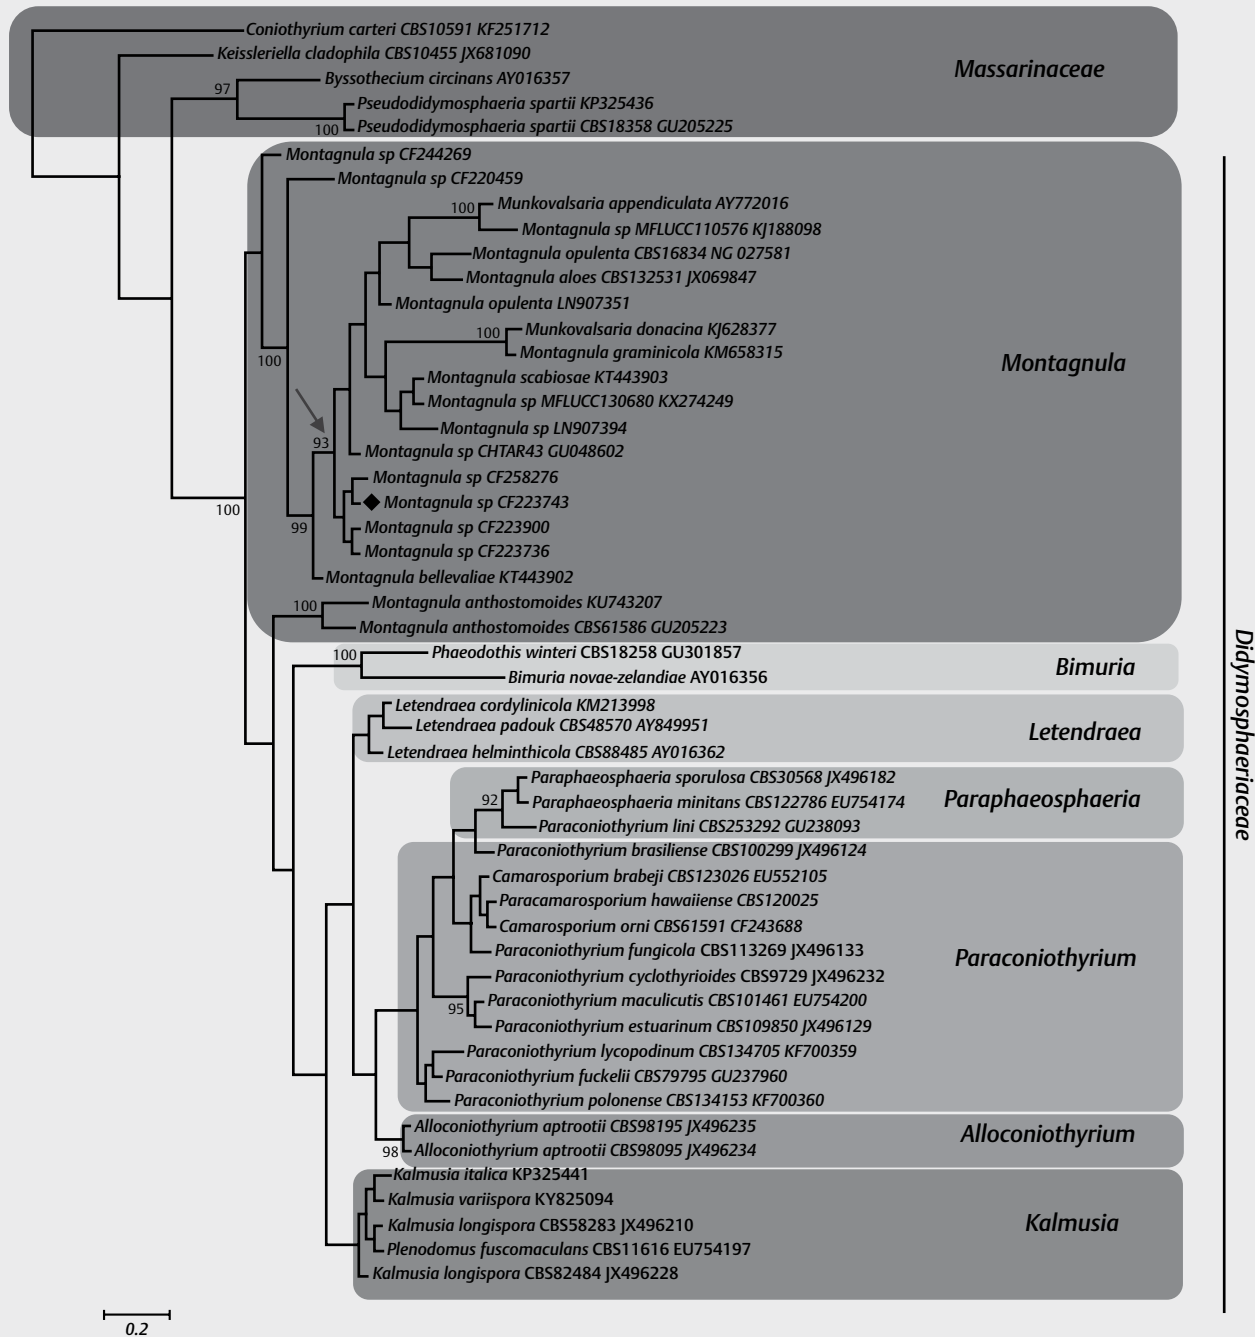 Coniothyrium carteri CBS10591 KF251712
Keissleriella cladophila CBS10455 JX681090
Massarinaceae
Byssothecium circinans AY016357
97
Pseudodidymosphaeria spartii KP325436
100
Pseudodidymosphaeria spartii CBS18358 GU205225
Montagnula sp CF244269
Montagnula sp CF220459
Munkovalsaria appendiculata AY772016
100
Montagnula sp MFLUCC110576 KJ188098
Montagnula opulenta CBS16834 NG 027581
Montagnula aloes CBS132531 JX069847
Montagnula opulenta LN907351
Munkovalsaria donacina KJ628377
100
Montagnula graminicola KM658315
100
Montagnula
Montagnula scabiosae KT443903
Montagnula sp MFLUCC130680 KX274249
Montagnula sp LN907394
93
Montagnula sp CHTAR43 GU048602
Montagnula sp CF258276
Montagnula sp CF223743
100
Montagnula sp CF223900
99
Montagnula sp CF223736
Montagnula bellevaliae KT443902
Montagnula anthostomoides KU743207
100
Montagnula anthostomoides CBS61586 GU205223
Phaeodothis winteri CBS18258 GU301857
100
Bimuria
Bimuria novae-zelandiae AY016356
Didymosphaeriaceae
Letendraea cordylinicola KM213998
Letendraea padouk CBS48570 AY849951
Letendraea
Letendraea helminthicola CBS88485 AY016362
Paraphaeosphaeria sporulosa CBS30568 JX496182
92
Paraphaeosphaeria minitans CBS122786 EU754174
Paraphaeosphaeria
Paraconiothyrium lini CBS253292 GU238093
Paraconiothyrium brasiliense CBS100299 JX496124
Camarosporium brabeji CBS123026 EU552105
Paracamarosporium hawaiiense CBS120025
Camarosporium orni CBS61591 CF243688
Paraconiothyrium fungicola CBS113269 JX496133
Paraconiothyrium
Paraconiothyrium cyclothyrioides CBS9729 JX496232
Paraconiothyrium maculicutis CBS101461 EU754200
95
Paraconiothyrium estuarinum CBS109850 JX496129
Paraconiothyrium lycopodinum CBS134705 KF700359
Paraconiothyrium fuckelii CBS79795 GU237960
Paraconiothyrium polonense CBS134153 KF700360
Alloconiothyrium aptrootii CBS98195 JX496235
Alloconiothyrium
98
Alloconiothyrium aptrootii CBS98095 JX496234
Kalmusia italica KP325441
Kalmusia variispora KY825094
Kalmusia longispora CBS58283 JX496210
Kalmusia
Plenodomus fuscomaculans CBS11616 EU754197
Kalmusia longispora CBS82484 JX496228
0.2